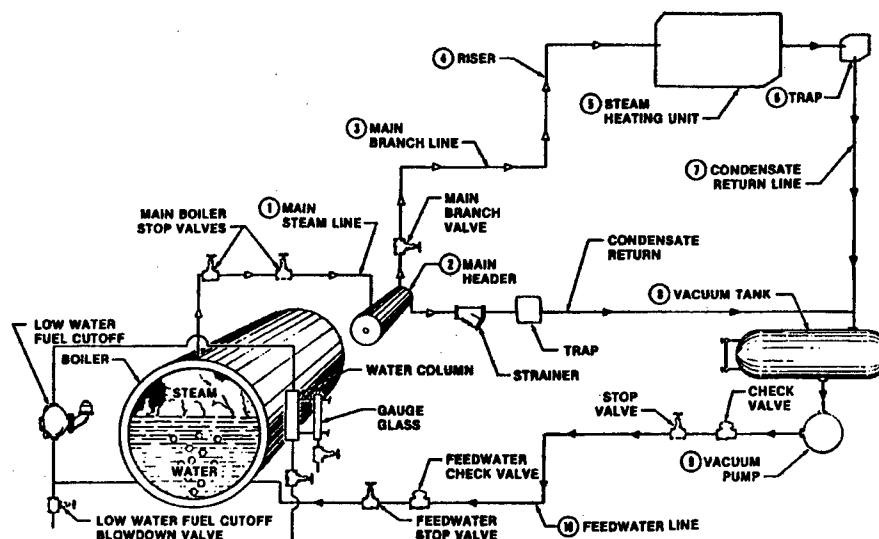 ④ RISER
⑤ STEAM
HEATING UNIT
⑥ TRAP
③ MAIN
BRANCH LINE
⑦ CONDENSATE
RETURN LINE
MAIN BOILER
STOP VALVES
① MAIN
STEAM LINE
MAIN
BRANCH
VALVE
② MAIN
HEADER
CONDENSATE
RETURN
⑧ VACUUM TANK
LOW WATER
FUEL CUTOFF
BOILER
STEAM
WATER
WATER COLUMN
GAUGE
GLASS
STRAINER
TRAP
STOP
VALVE
CHECK
VALVE
⑨ VACUUM
PUMP
FEEDWATER
CHECK VALVE
LOW WATER FUEL CUTOFF
BLOWDOWN VALVE
FEEDWATER
STOP VALVE
⑩ FEEDWATER LINE